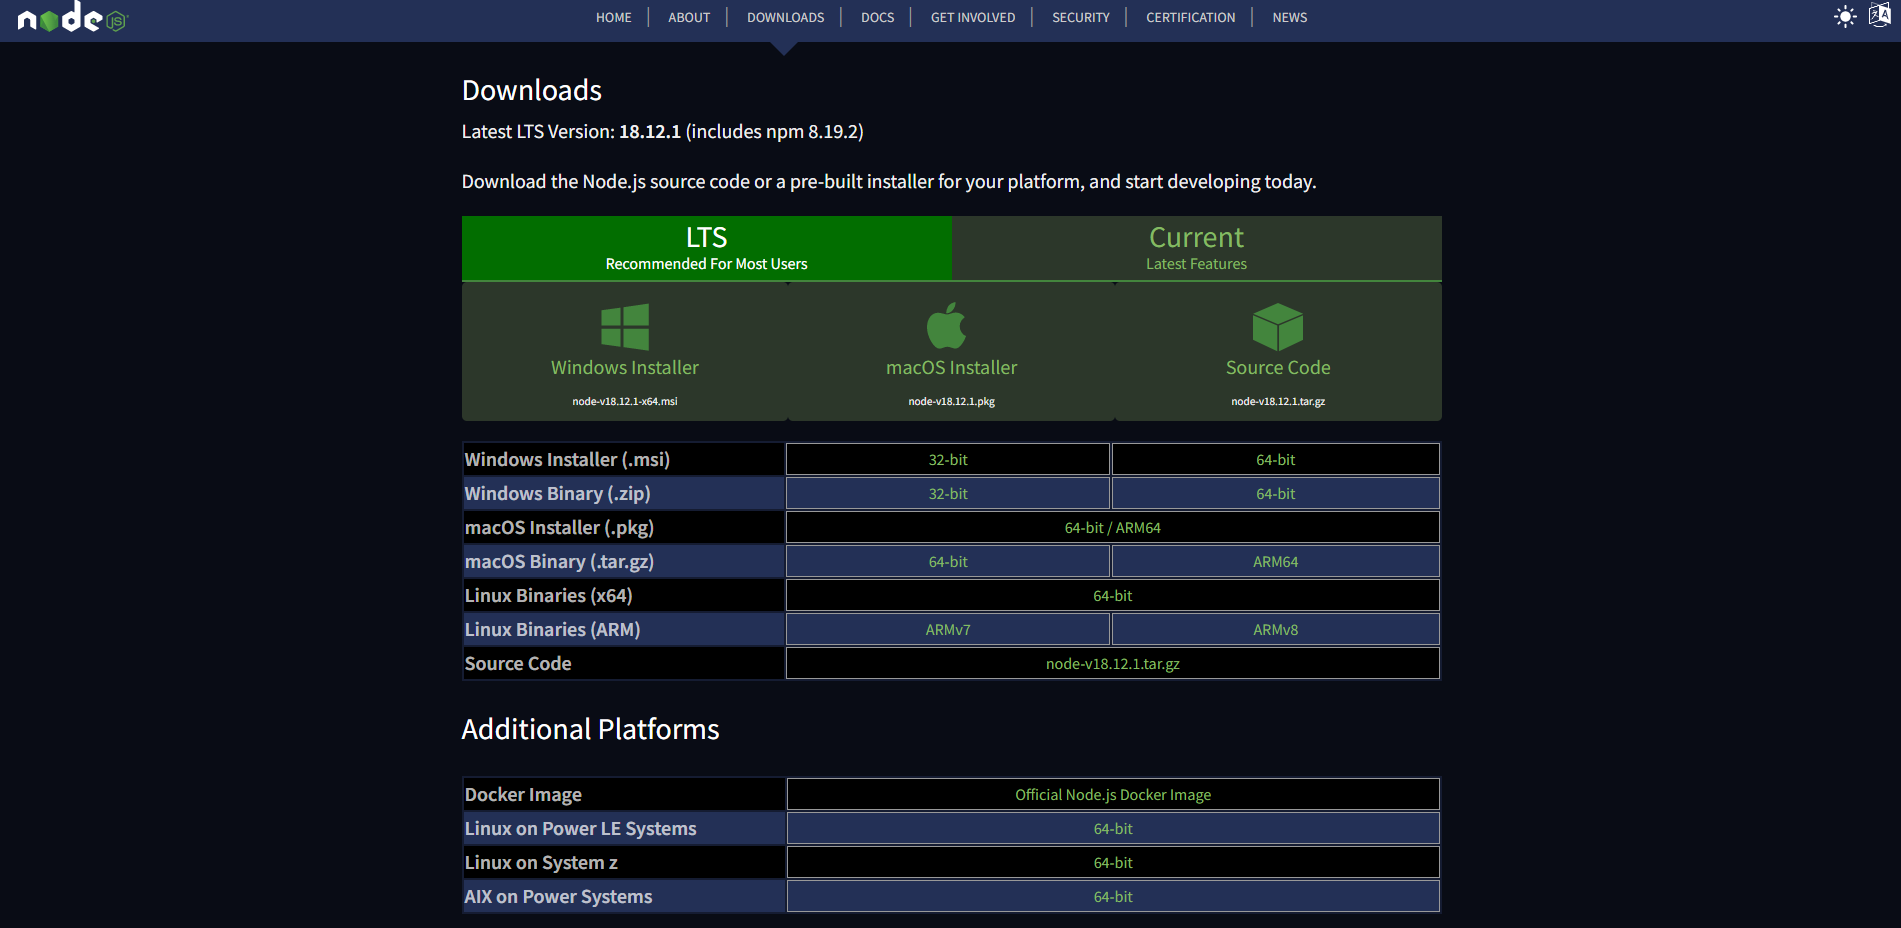 node JS
HOME ABOUT DOWNLOADS DOCS GET INVOLVED SECURITY CERTIFICATION NEWS
Downloads
Latest LTS Version: 18.12.1 (includes npm 8.19.2)
Download the Node.js source code or a pre-built installer for your platform, and start developing today.
LTS
Recommended For Most Users
Current
Latest Features
Windows Installer
node-v18.12.1-x64.msi
macOS Installer
node-v18.12.1.pkg
Source Code
node-v18.12.1.tar.gz
Windows Installer (.msi) 32-bit 64-bit
Windows Binary (.zip) 32-bit 64-bit
macOS Installer (.pkg) 64-bit / ARM64
macOS Binary (.tar.gz) 64-bit ARM64
Linux Binaries (x64) 64-bit
Linux Binaries (ARM) ARMv7 ARMv8
Source Code node-v18.12.1.tar.gz
Additional Platforms
Docker Image Official Node.js Docker Image
Linux on Power LE Systems 64-bit
Linux on System z 64-bit
AIX on Power Systems 64-bit